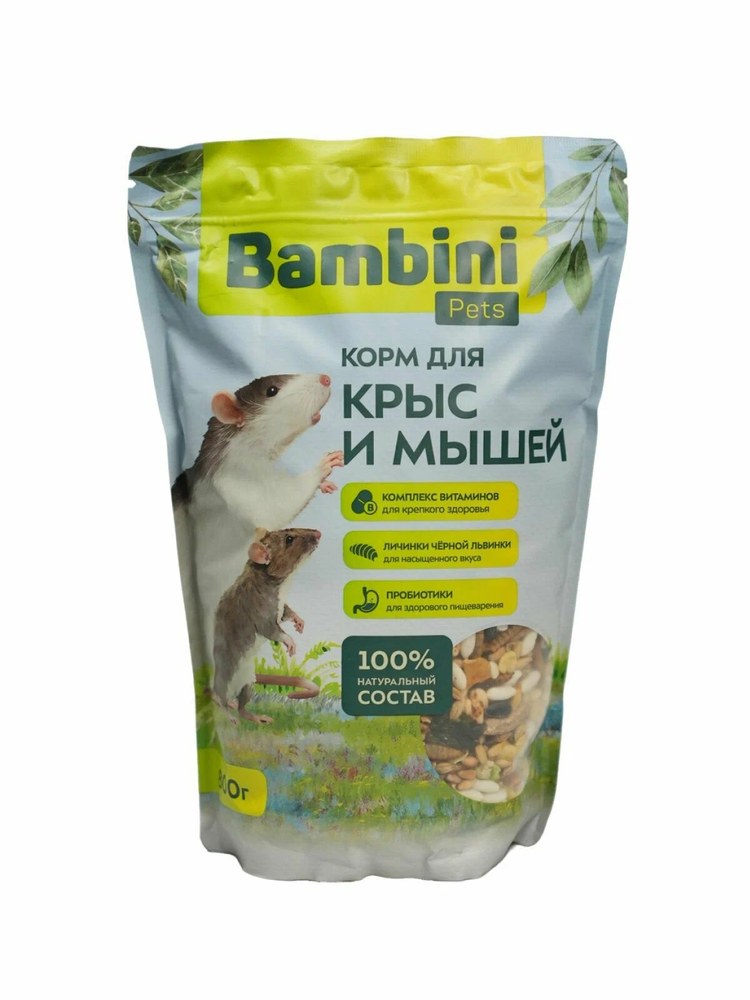 Bambini
Pets
КОРМ ДЛЯ
КРЫС
И МЫШЕЙ
В
КОМПЛЕКС ВИТАМИНОВ
для крепкого здоровья
ЛИЧИНКИ ЧЁРНОЙ ЛЬВИНКИ
для насыщенного вкуса
ПРОБИОТИКИ
для здорового пищеварения
100%
НАТУРАЛЬНЫЙ
СОСТАВ
800г